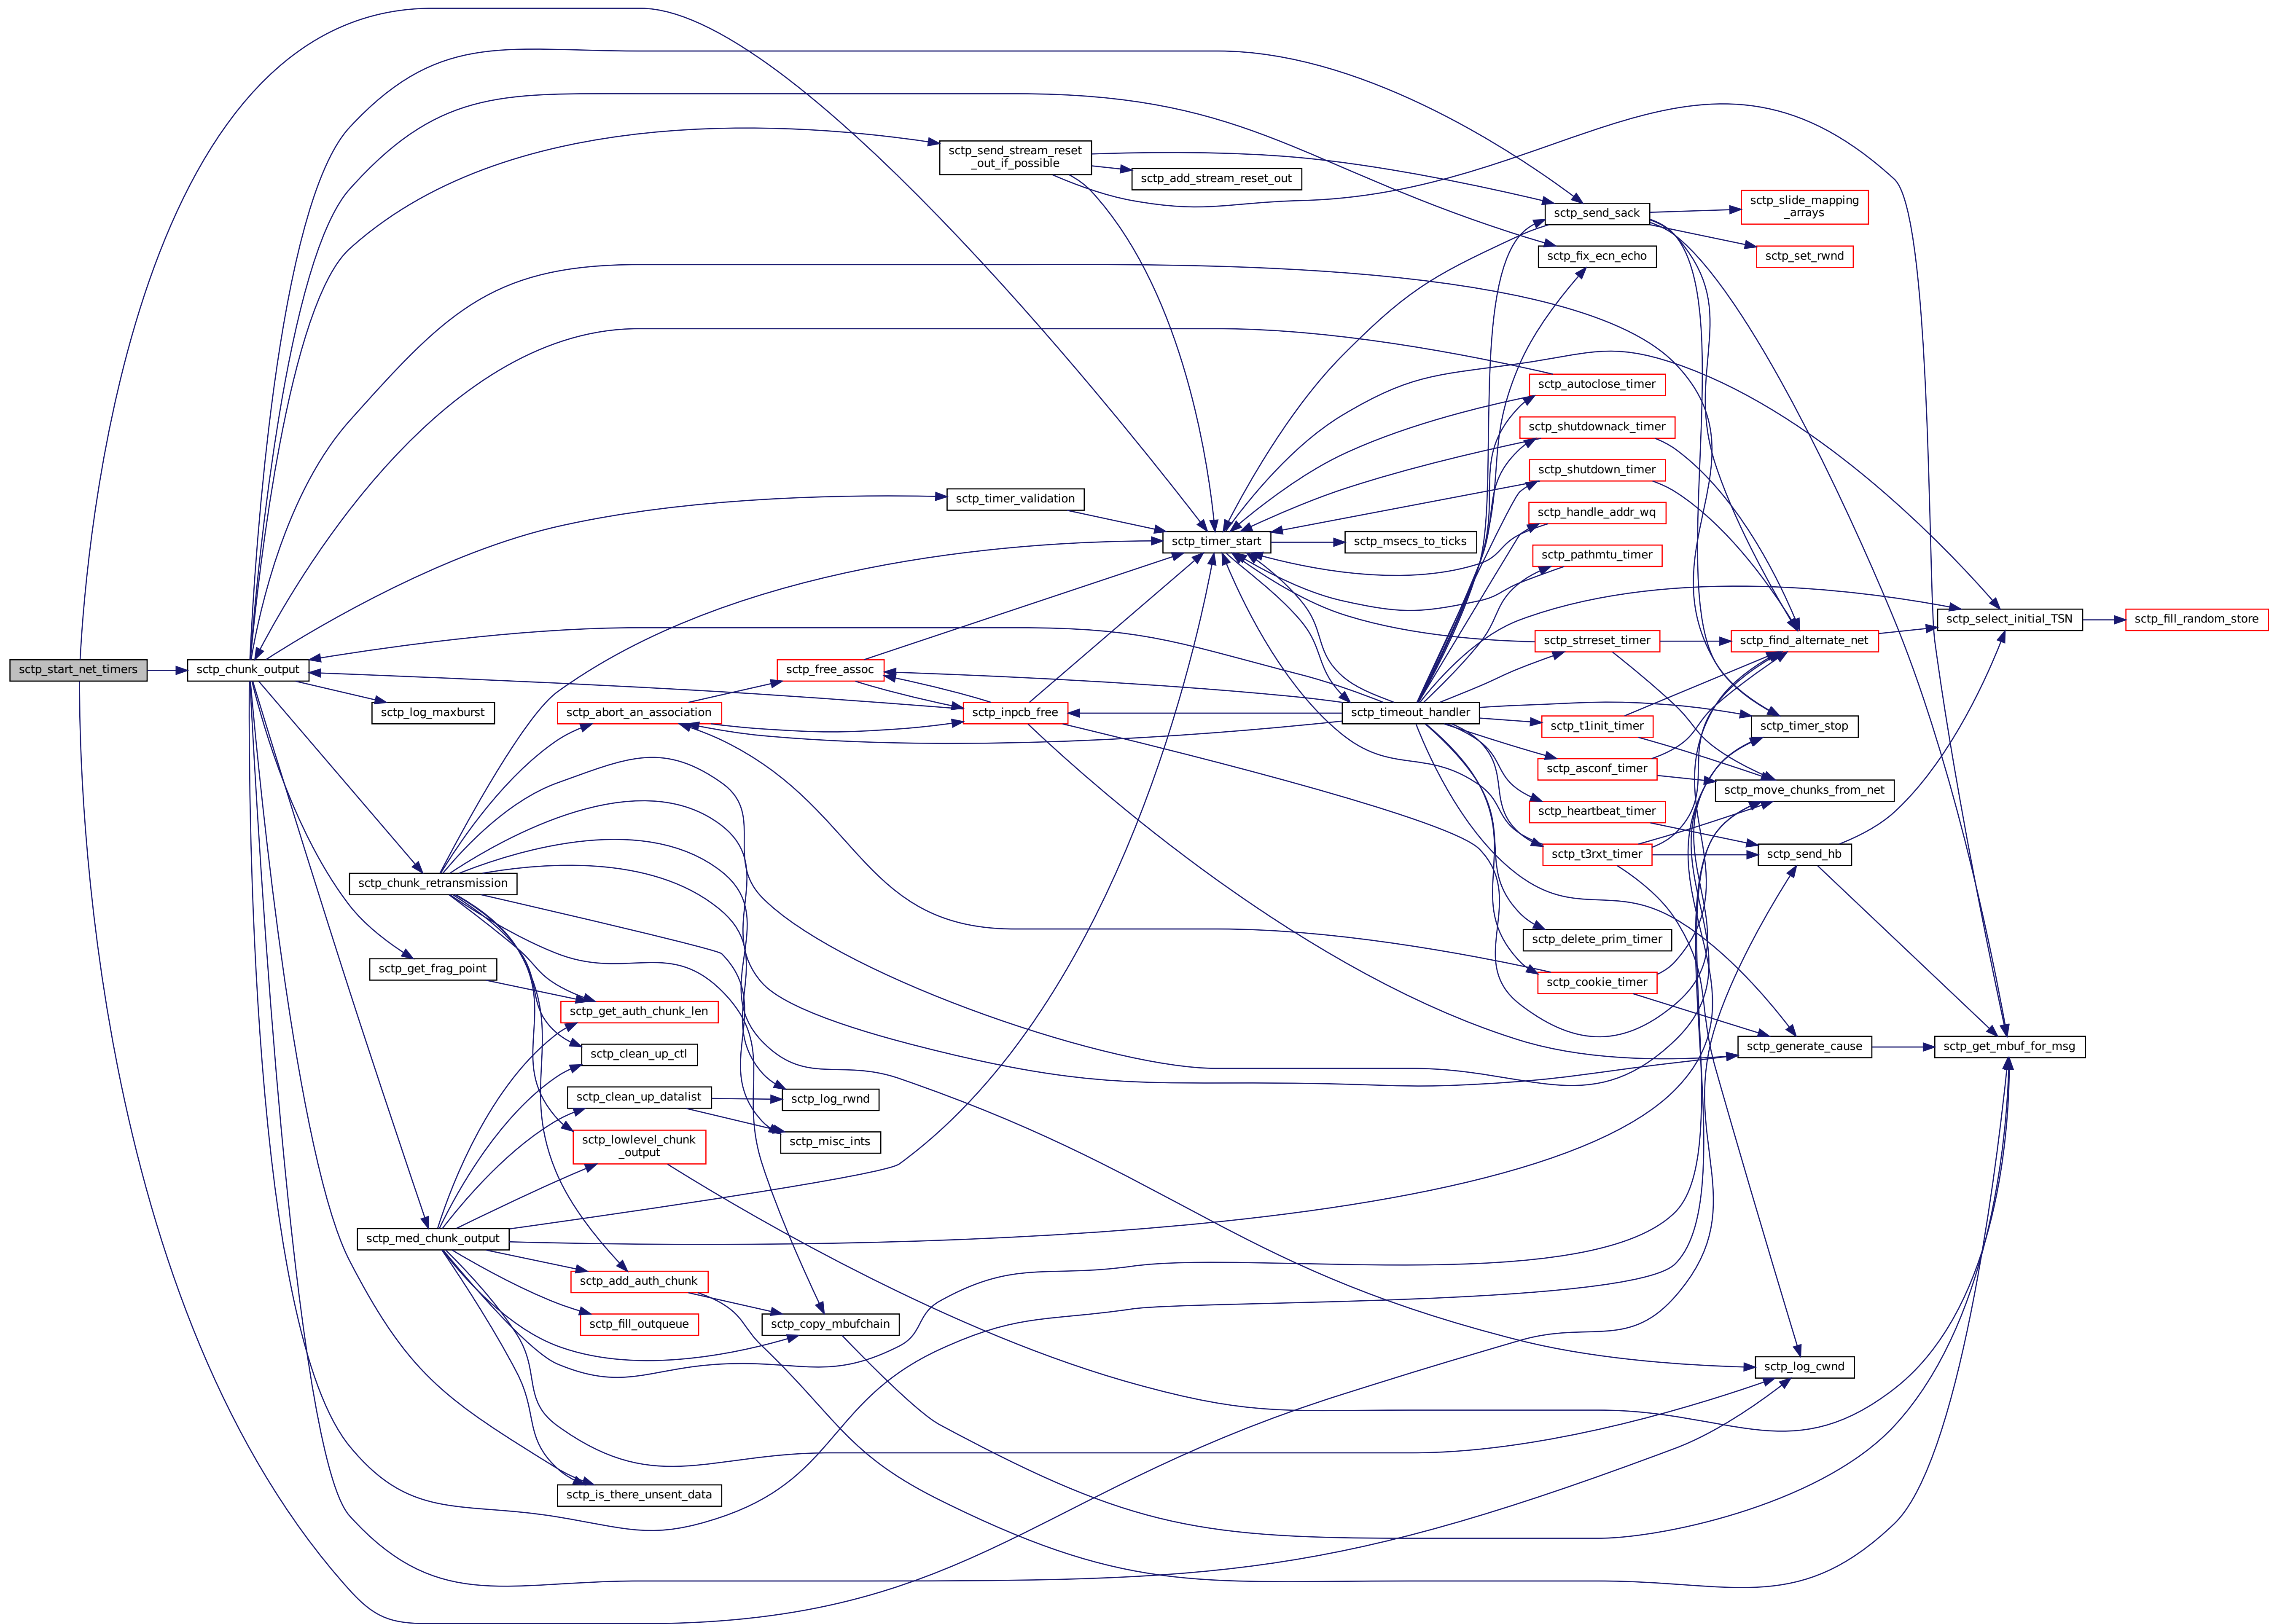 sctp_send_stream_reset
_out_if_possible
sctp_add_stream_reset_out
sctp_slide_mapping
_arrays
sctp_send_sack
sctp_fix_ecn_echo
sctp_set_rwnd
sctp_autoclose_timer
sctp_shutdownack_timer
sctp_shutdown_timer
sctp_timer_validation
sctp_handle_addr_wq
sctp_timer_start
sctp_msecs_to_ticks
sctp_pathmtu_timer
sctp_select_initial_TSN
sctp_fill_random_store
sctp_strreset_timer
sctp_find_alternate_net
sctp_start_net_timers
sctp_chunk_output
sctp_free_assoc
sctp_log_maxburst
sctp_abort_an_association
sctp_inpcb_free
sctp_timeout_handler
sctp_t1init_timer
sctp_timer_stop
sctp_asconf_timer
sctp_move_chunks_from_net
sctp_heartbeat_timer
sctp_t3rxt_timer
sctp_send_hb
sctp_chunk_retransmission
sctp_delete_prim_timer
sctp_get_frag_point
sctp_cookie_timer
sctp_get_auth_chunk_len
sctp_clean_up_ctl
sctp_generate_cause
sctp_get_mbuf_for_msg
sctp_clean_up_datalist
sctp_log_rwnd
sctp_lowlevel_chunk
_output
sctp_misc_ints
sctp_med_chunk_output
sctp_add_auth_chunk
sctp_fill_outqueue
sctp_copy_mbufchain
sctp_log_cwnd
sctp_is_there_unsent_data